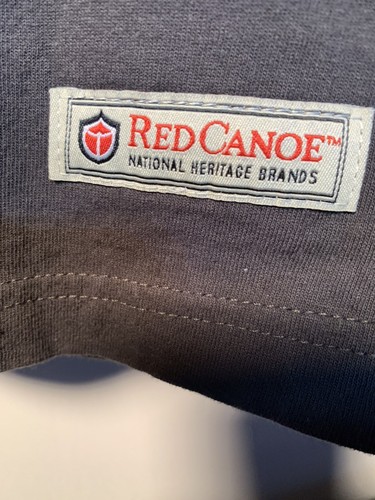 RED CANOE™
NATIONAL HERITAGE BRANDS